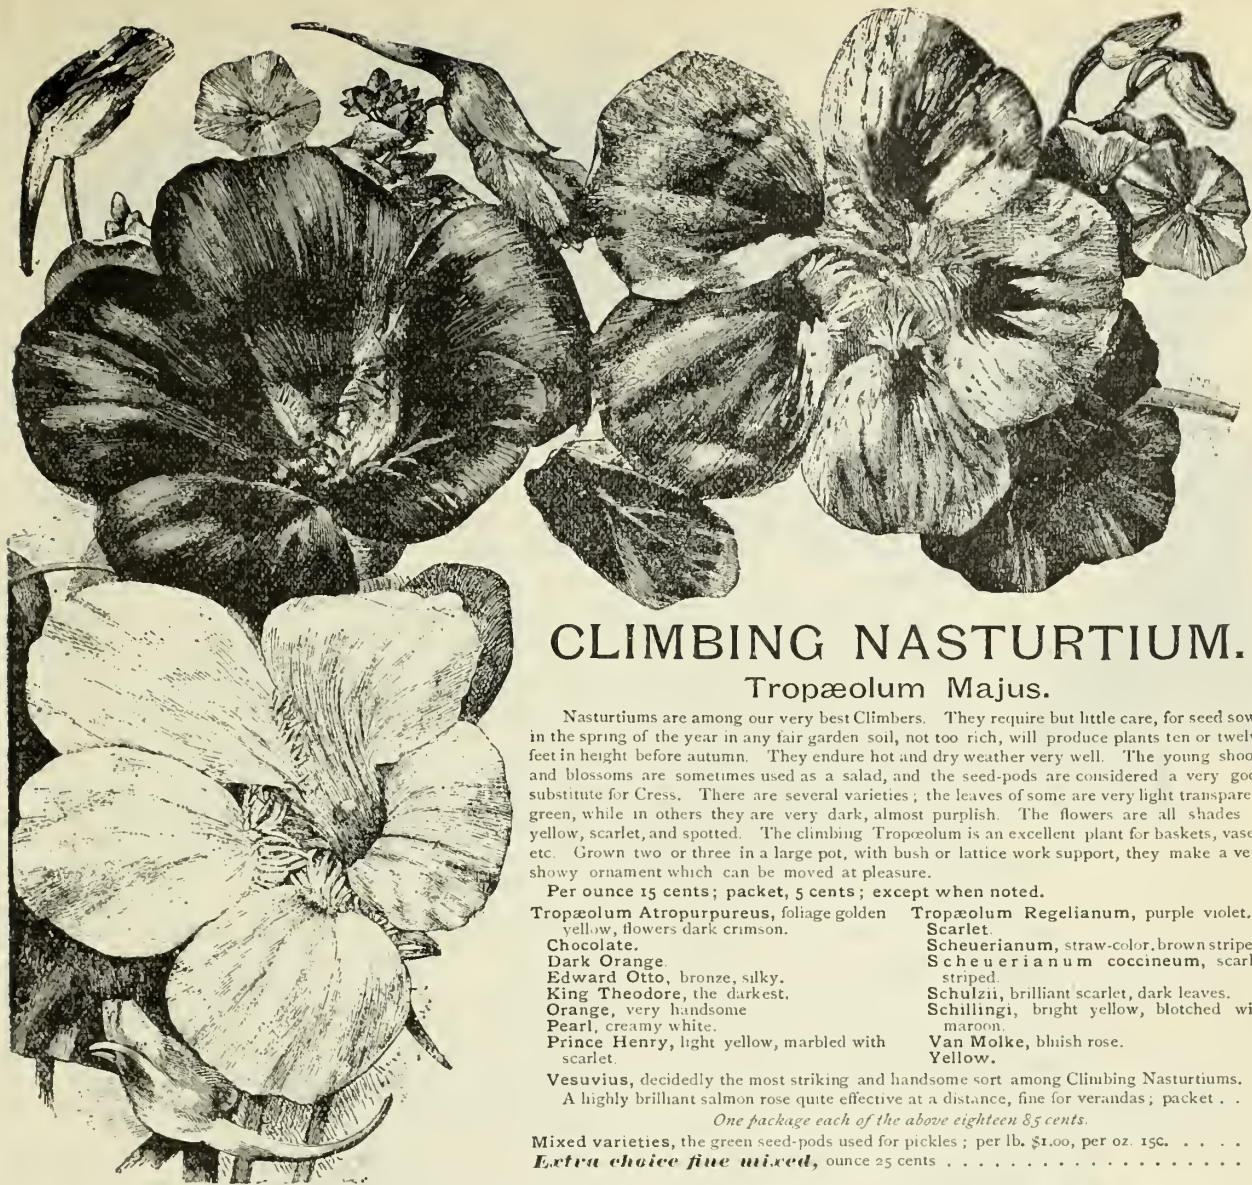 CLIMBING NASTURTIUM.
Tropæolum Majus.
Nasturtiums are among our very best Climbers. They require but little care, for seed sow
in the spring of the year in any fair garden soil, not too rich, will produce plants ten or twel
feet in height before autumn. They endure hot and dry weather very well. The young shoo
and blossoms are sometimes used as a salad, and the seed-pods are considered a very goo
substitute for Cress. There are several varieties; the leaves of some are very light transpare
green, while in others they are very dark, almost purplish. The flowers are all shades
yellow, scarlet, and spotted. The climbing Tropœolum is an excellent plant for baskets, vase
etc. Grown two or three in a large pot, with bush or lattice work support, they make a ve
showy ornament which can be moved at pleasure.
Per ounce 15 cents; packet, 5 cents; except when noted.
Tropæolum Atropurpureus, foliage golden
yellow, flowers dark crimson.
Chocolate.
Dark Orange.
Edward Otto, bronze, silky.
King Theodore, the darkest.
Orange, very handsome
Pearl, creamy white.
Prince Henry, light yellow, marbled with
scarlet.
Tropæolum Regelianum, purple violet.
Scarlet.
Scheuerianum, straw-color, brown stripe
Scheuerianum coccineum, scarl
striped.
Schulzii, brilliant scarlet, dark leaves.
Schillingi, bright yellow, blotched wi
maroon.
Van Molke, bluish rose.
Yellow.
Vesuvius, decidedly the most striking and handsome sort among Climbing Nasturtiums.
A highly brilliant salmon rose quite effective at a distance, fine for verandas; packet . .
One package each of the above eighteen 85 cents.
Mixed varieties, the green seed-pods used for pickles; per lb. $1.00, per oz. 15c. . . . .
Extra choice fine mixed, ounce 25 cents . . . . . . . . . . . . . . . . . .